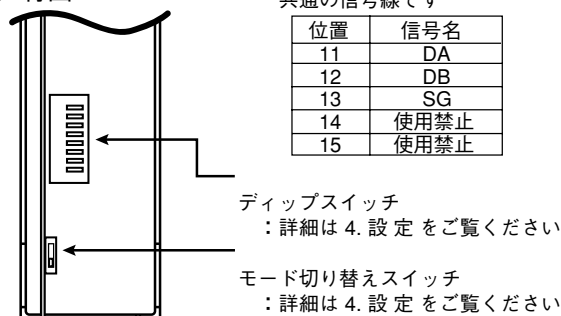 共通の信号線です
位置 信号名
11 DA
12 DB
13 SG
14 使用禁止
15 使用禁止
ディップスイッチ
：詳細は 4. 設 定 をご覧ください
モード切り替えスイッチ
：詳細は 4. 設 定 をご覧ください